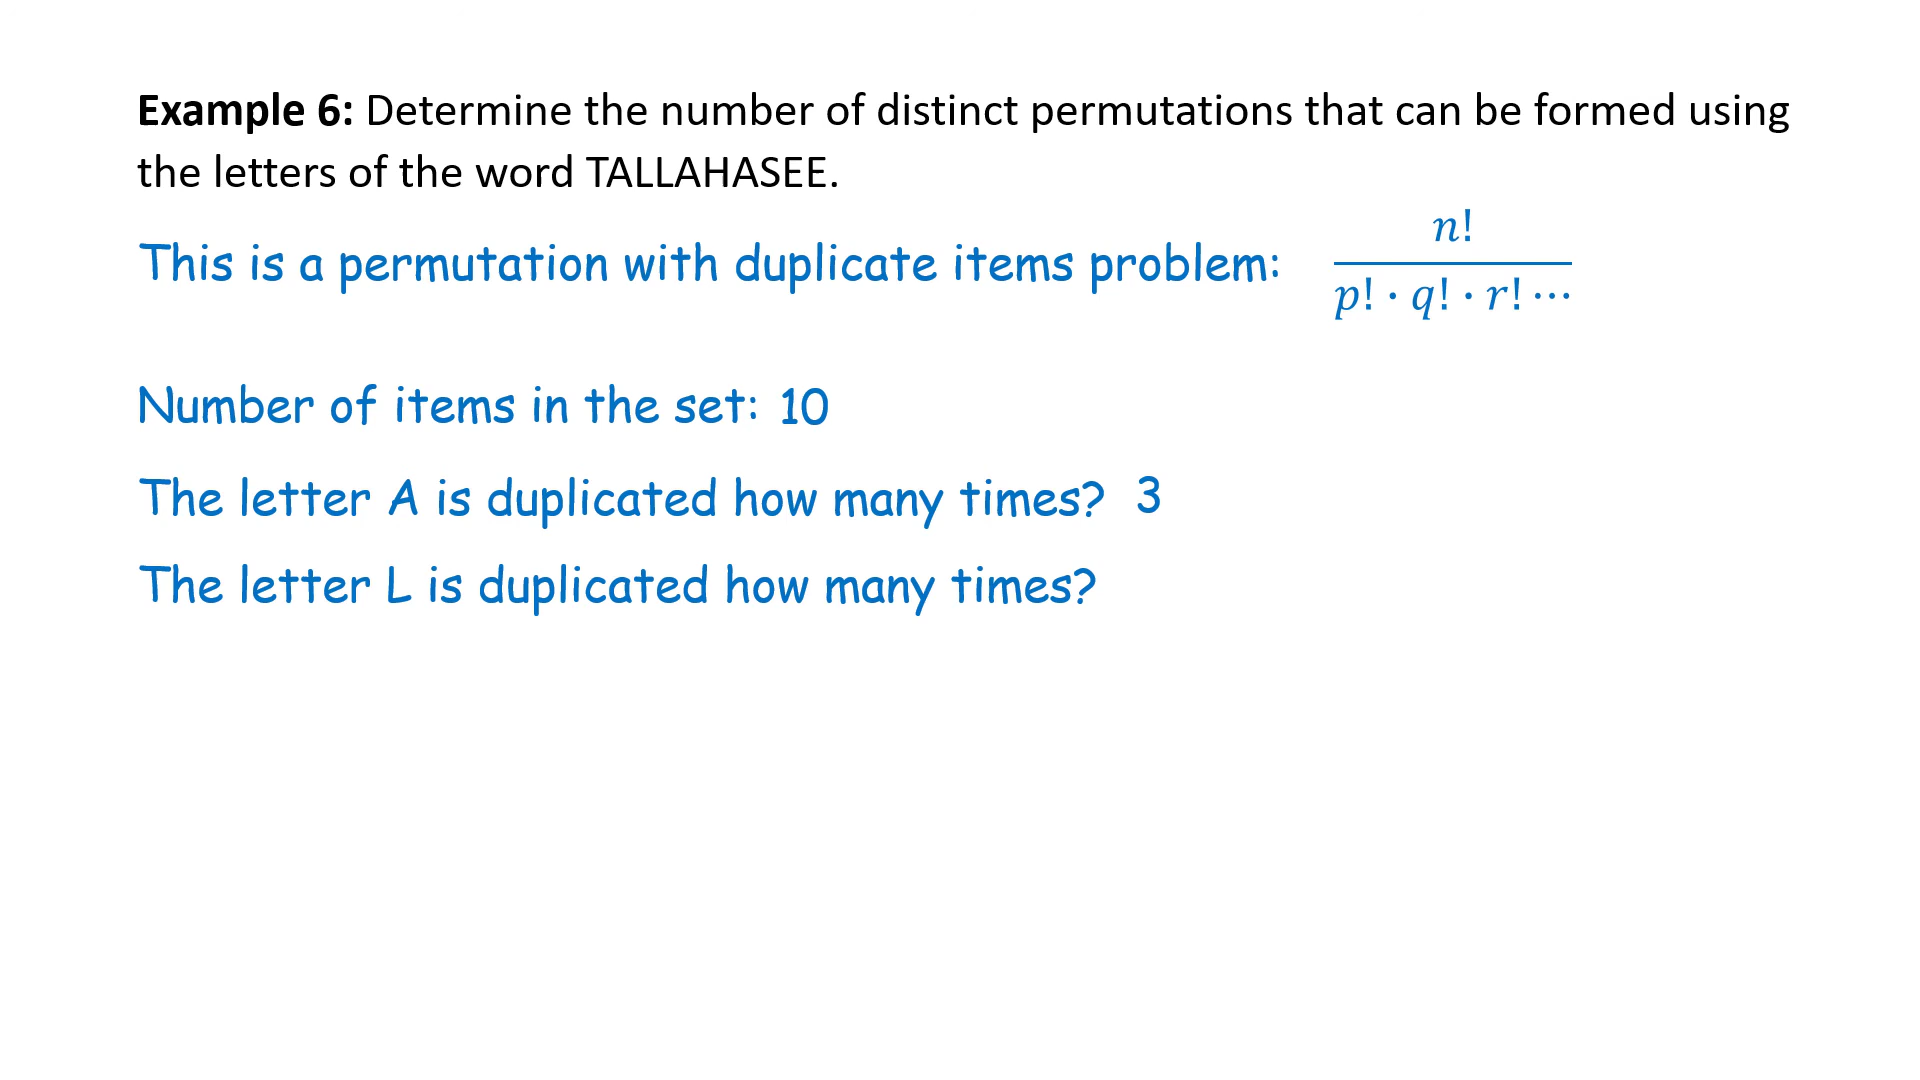 Example 6: Determine the number of distinct permutations that can be formed using
the letters of the word TALLAHASEE.
This is a permutation with duplicate items problem: n! / p! · q! · r! ⋯
Number of items in the set: 10
The letter A is duplicated how many times? 3
The letter L is duplicated how many times?